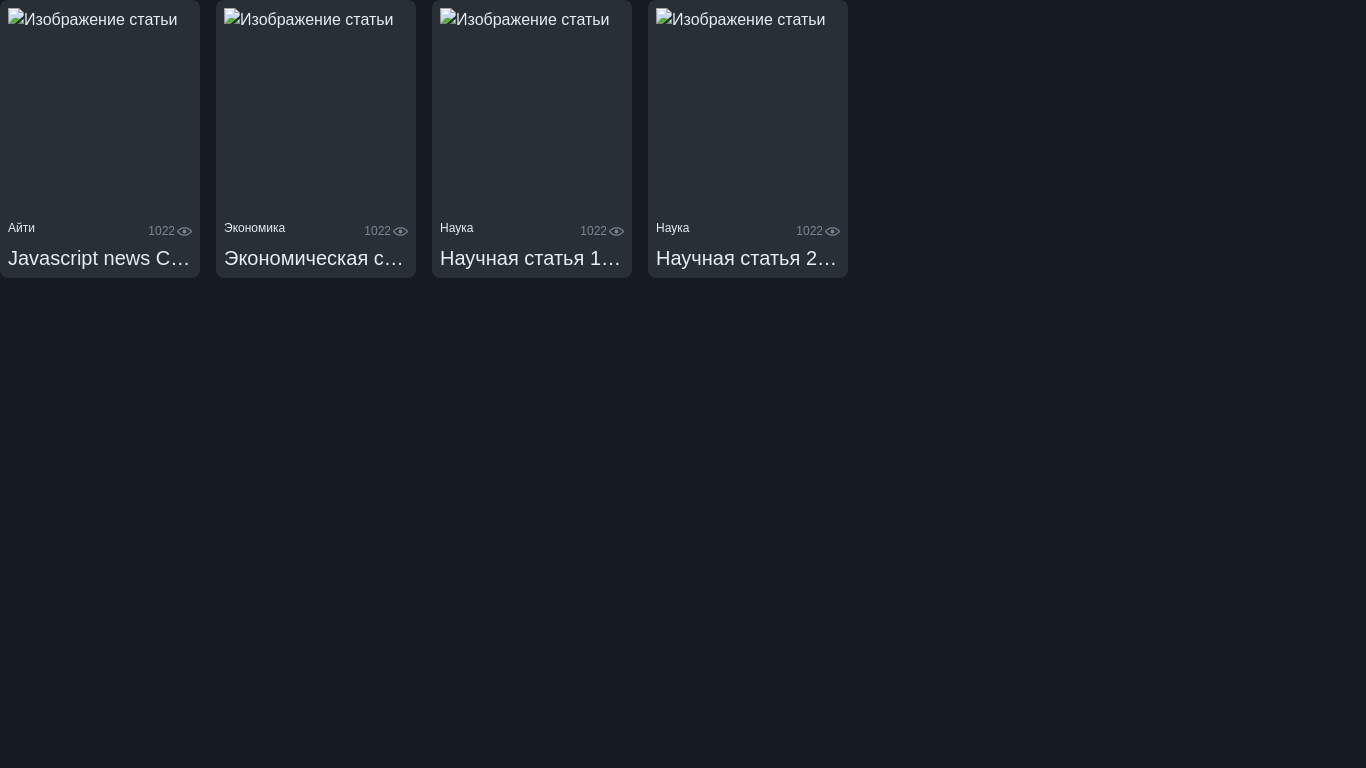 Изображение статьи
Айти
1022
Javascript news С…
Изображение статьи
Экономика
1022
Экономическая с…
Изображение статьи
Наука
1022
Научная статья 1…
Изображение статьи
Наука
1022
Научная статья 2…